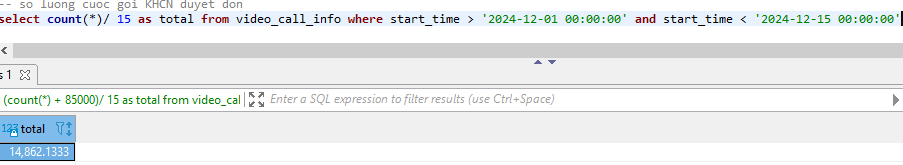 -- so luong cuoc goi KHCN duyet don
select count(*)/ 15 as total from video_call_info where start_time > '2024-12-01 00:00:00' and start_time < '2024-12-15 00:00:00'
s 1
(count(*) + 85000)/ 15 as total from video_cal
Enter a SQL expression to filter results (use Ctrl+Space)
123 total
14,862.1333